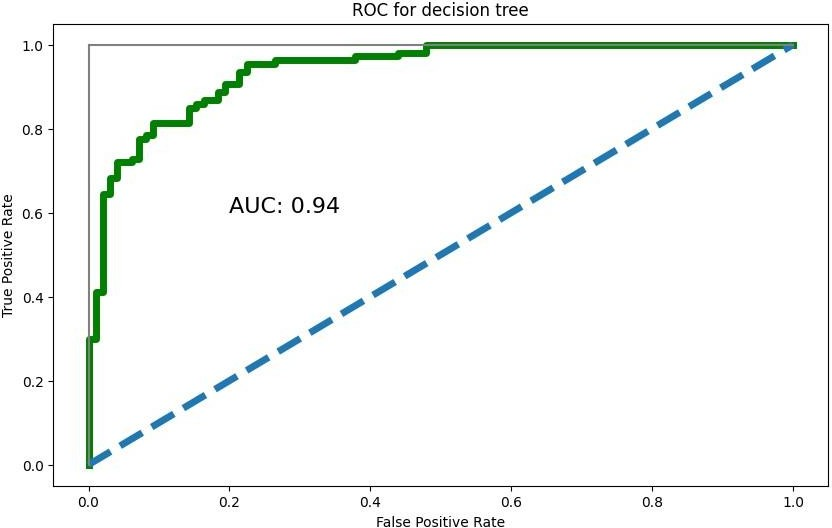 ROC for decision tree
True Positive Rate
1.0
0.8
0.6
0.4
0.2
0.0
AUC: 0.94
0.0 0.2 0.4 0.6 0.8 1.0
False Positive Rate